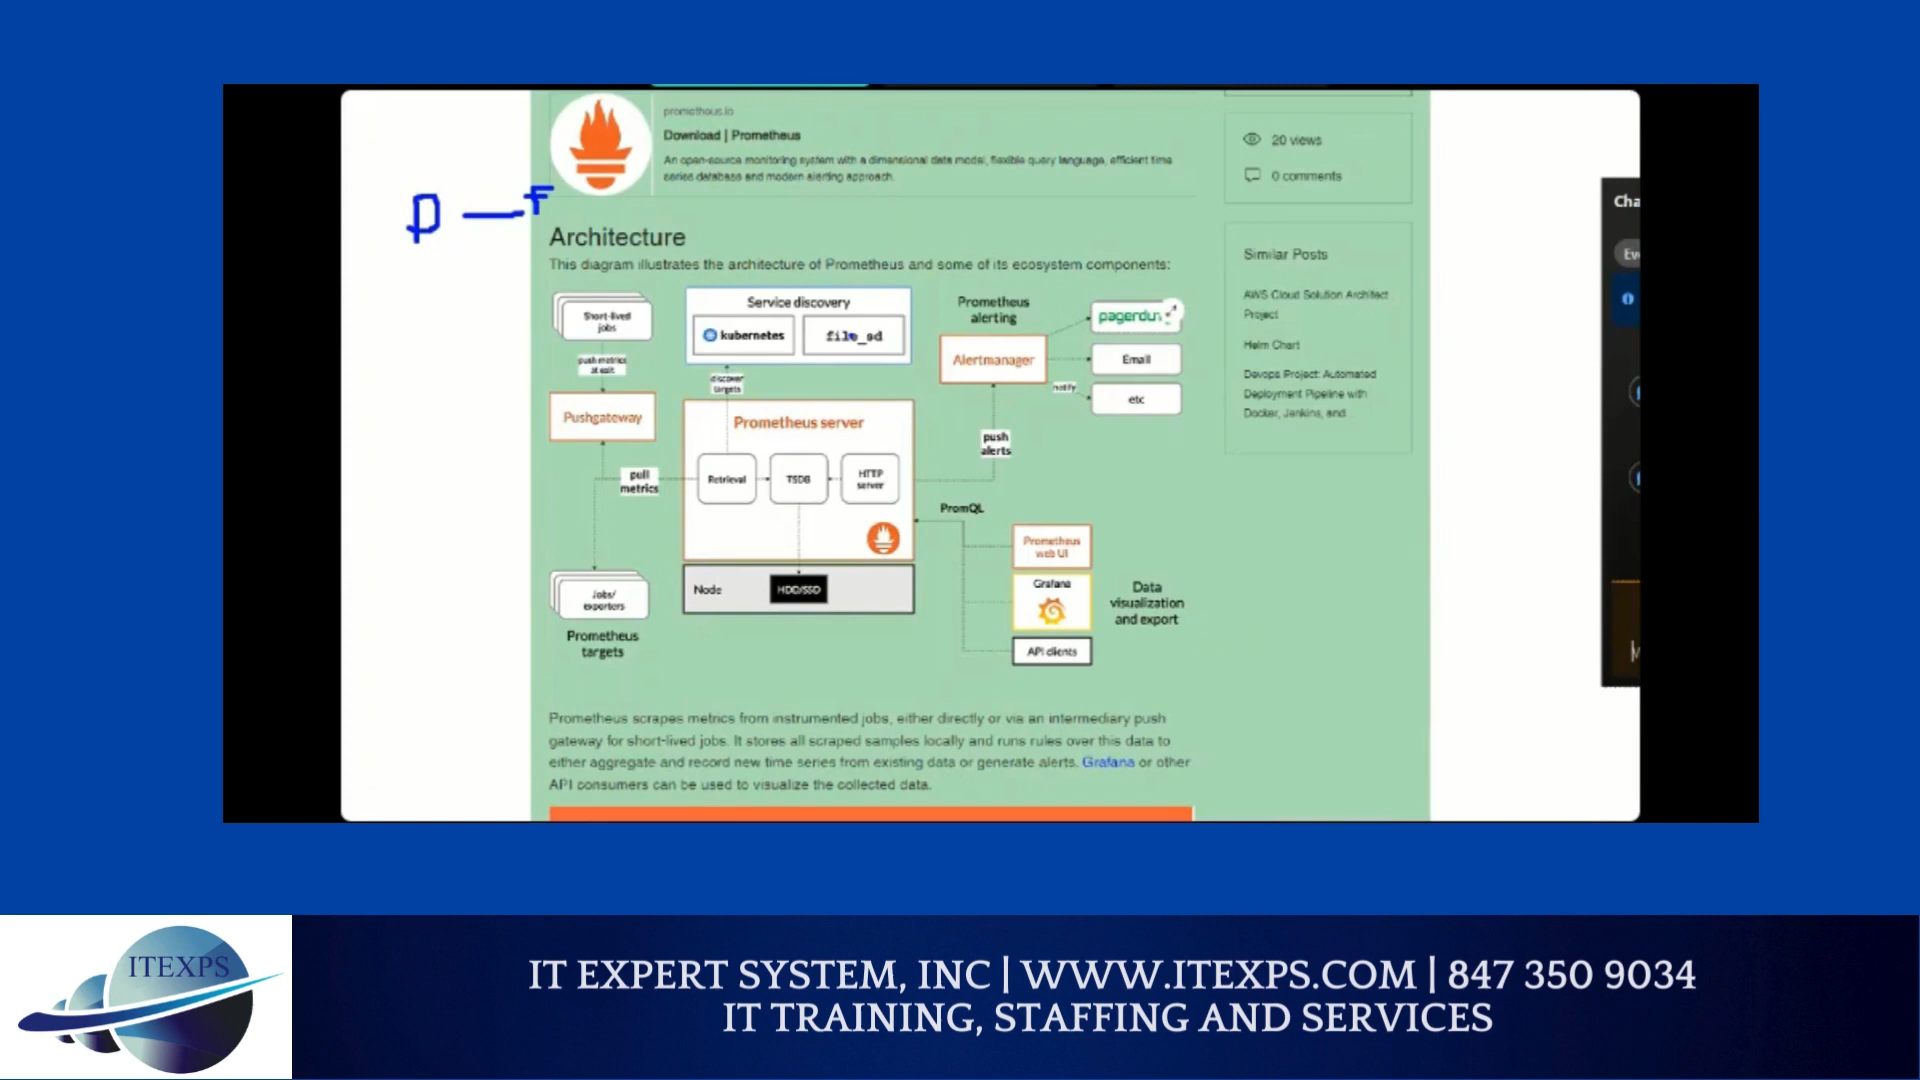 prometheus.io
Download | Prometheus
An open-source monitoring system with a dimensional data model, flexible query language, efficient time
series database and modern alerting approach.
P — F
Architecture
This diagram illustrates the architecture of Prometheus and some of its ecosystem components:
Short-lived
jobs
push metrics
at exit
Pushgateway
pull
metrics
Jobs/
exporters
Prometheus
targets
Service discovery
kubernetes
file_sd
discover
targets
Prometheus server
Retrieval
TSDB
HTTP
server
Node
HDD/SSD
Prometheus
alerting
Alertmanager
pagerdu
Email
etc
notify
push
alerts
PromQL
Prometheus
web UI
Grafana
API clients
Data
visualization
and export
Prometheus scrapes metrics from instrumented jobs, either directly or via an intermediary push
gateway for short-lived jobs. It stores all scraped samples locally and runs rules over this data to
either aggregate and record new time series from existing data or generate alerts. Grafana or other
API consumers can be used to visualize the collected data.
20 views
0 comments
Similar Posts
AWS Cloud Solution Architect
Project
Helm Chart
Devops Project: Automated
Deployment Pipeline with
Docker, Jenkins, and
Cha
Ev
ITEXPS
IT EXPERT SYSTEM, INC | WWW.ITEXPS.COM | 847 350 9034
IT TRAINING, STAFFING AND SERVICES